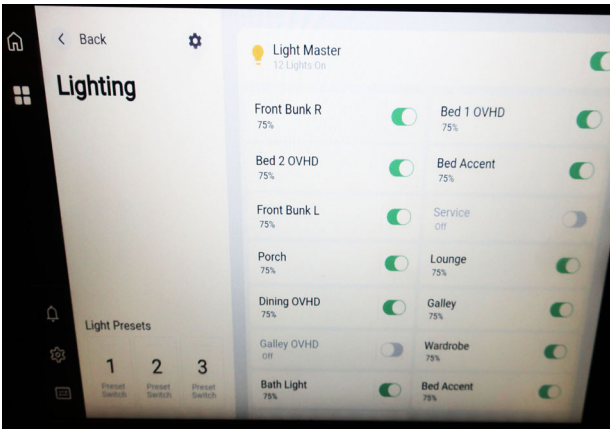 Back
Lighting
Light Master
12 Lights On
Front Bunk R
75%
Bed 1 OVHD
75%
Bed 2 OVHD
75%
Bed Accent
75%
Front Bunk L
75%
Service
Off
Porch
75%
Lounge
75%
Dining OVHD
75%
Galley
75%
Galley OVHD
Off
Wardrobe
75%
Bath Light
75%
Bed Accent
75%
Light Presets
1
Preset
Switch
2
Preset
Switch
3
Preset
Switch